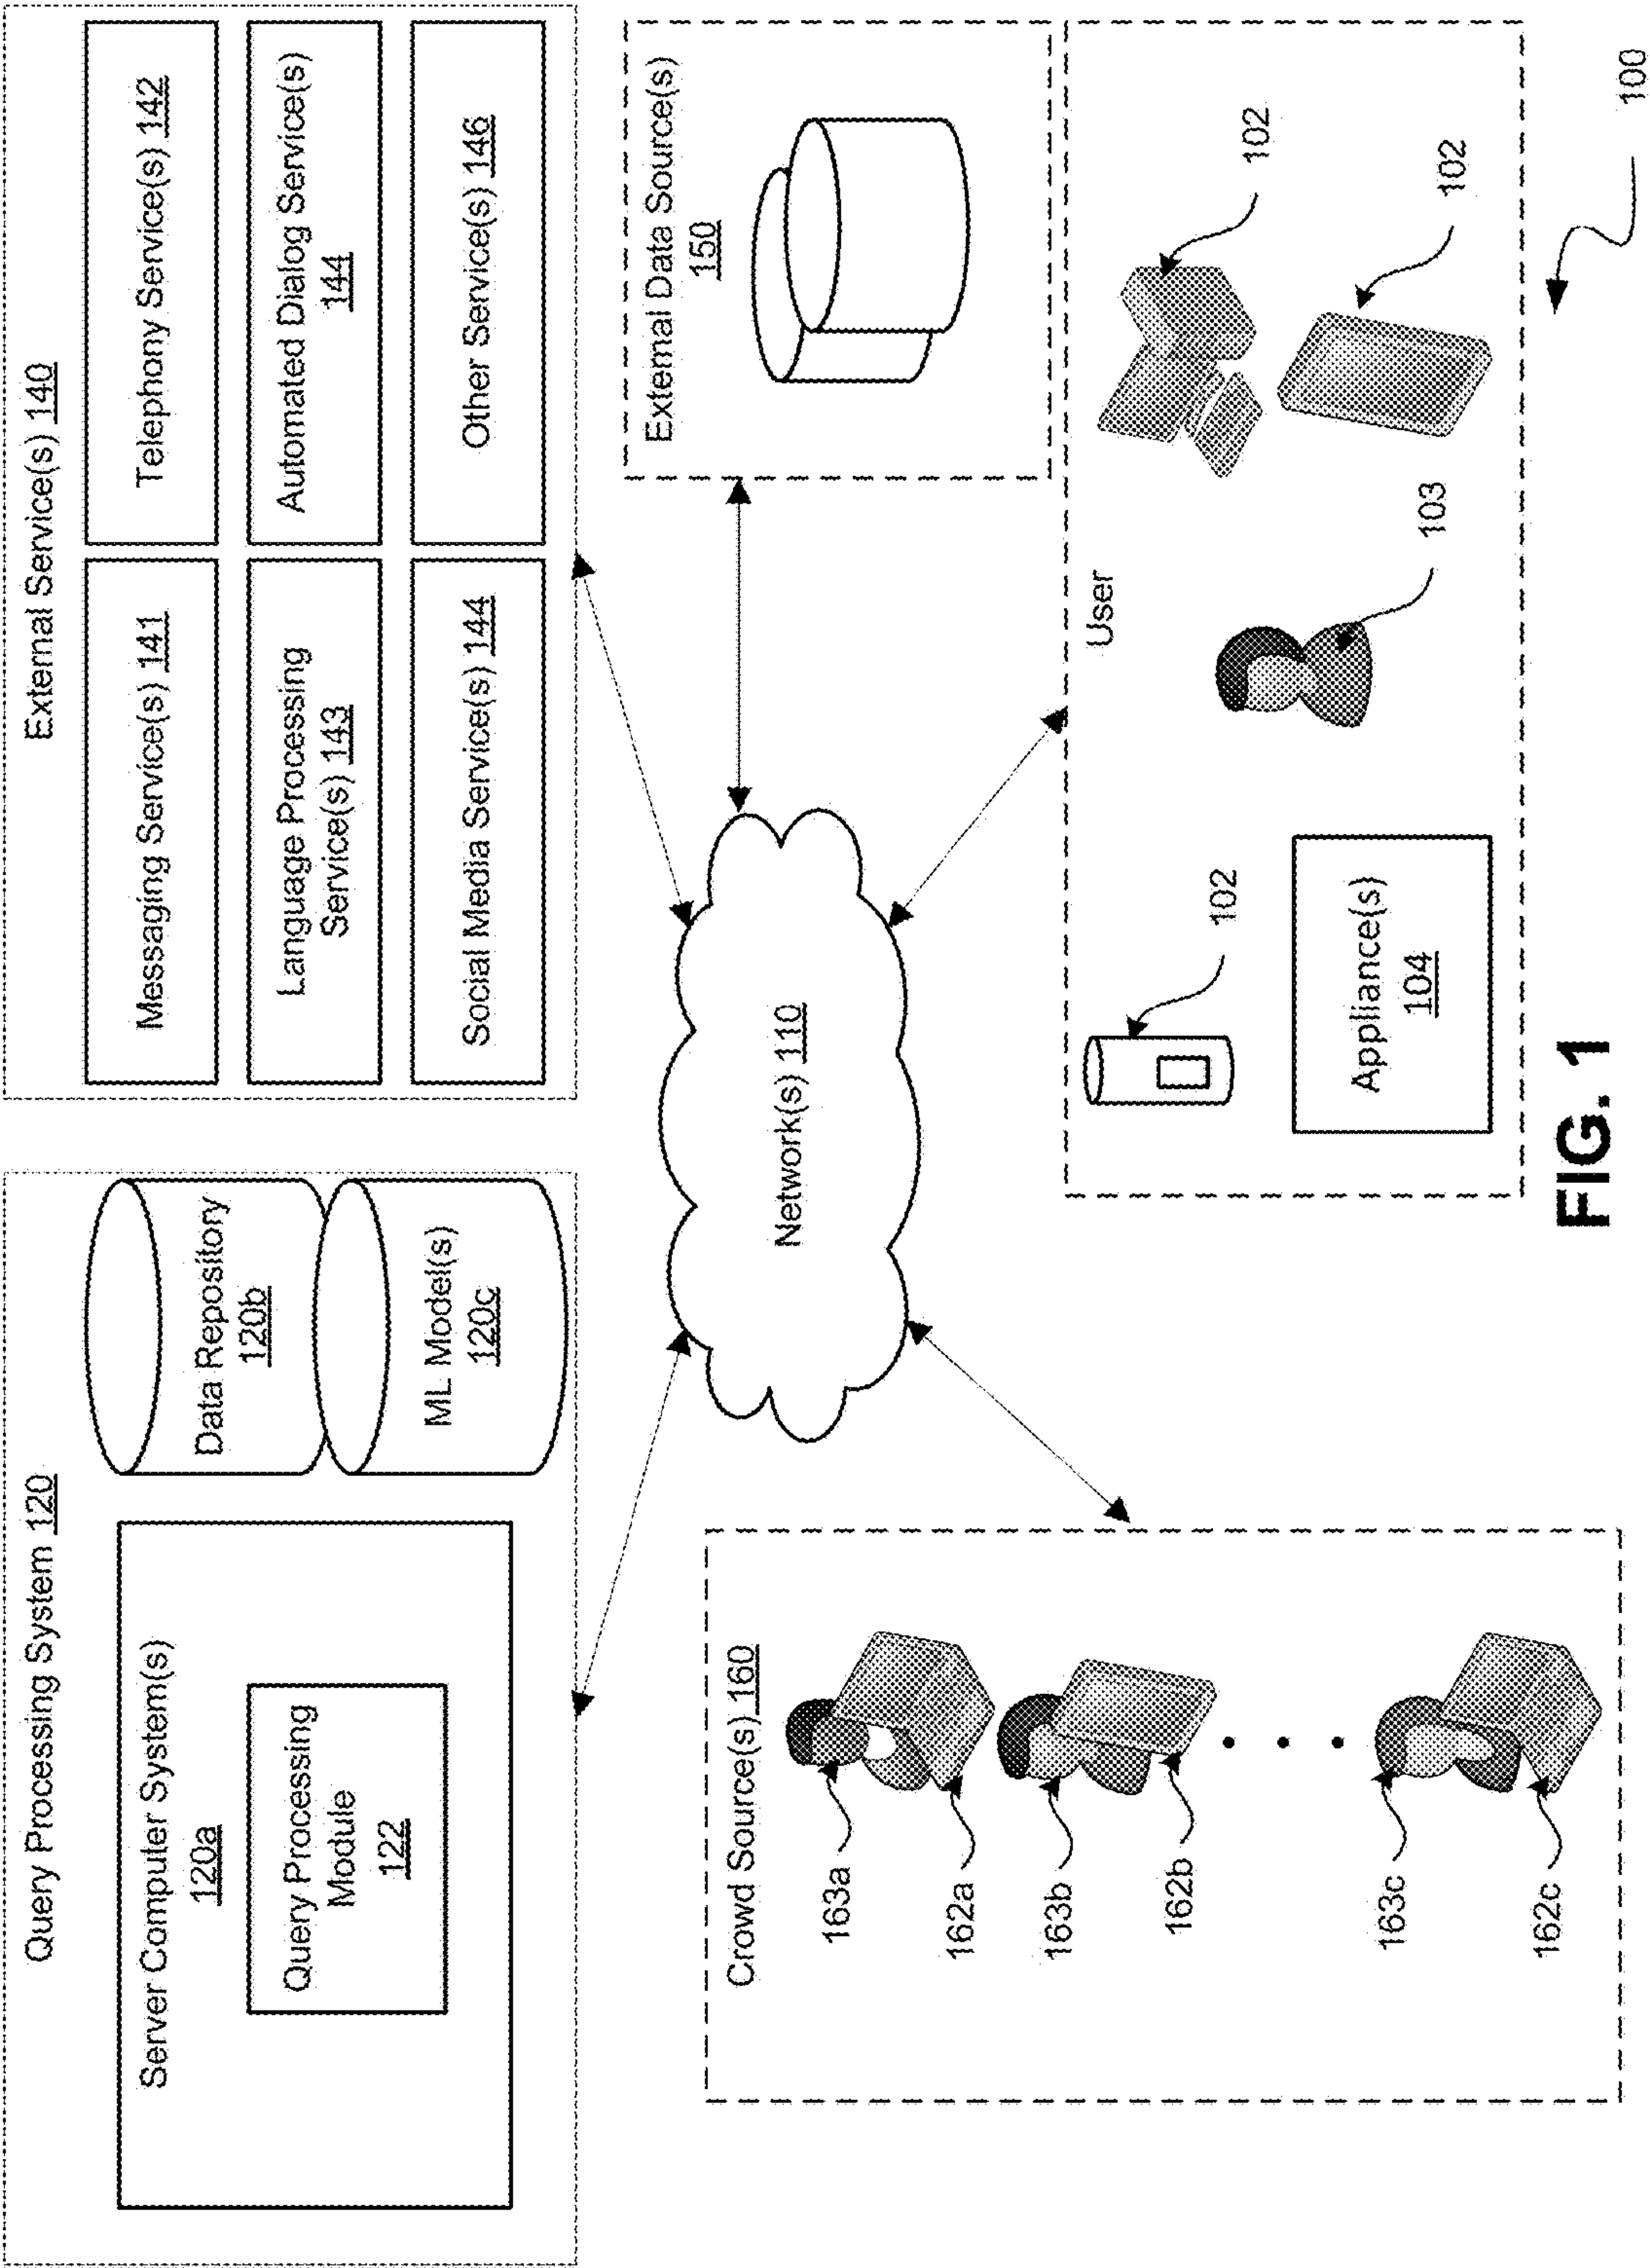 Query Processing System 120
Server Computer System(s)
120a
Query Processing
Module
122
Data Repository
120b
ML Model(s)
120c
External Service(s) 140
Messaging Service(s) 141
Telephony Service(s) 142
Language Processing
Service(s) 143
Automated Dialog Service(s)
144
Social Media Service(s) 144
Other Service(s) 146
Network(s) 110
External Data Source(s)
150
Crowd Source(s) 160
163a
162a
163b
162b
163c
162c
User
102
103
102
102
Appliance(s)
104
100
FIG. 1